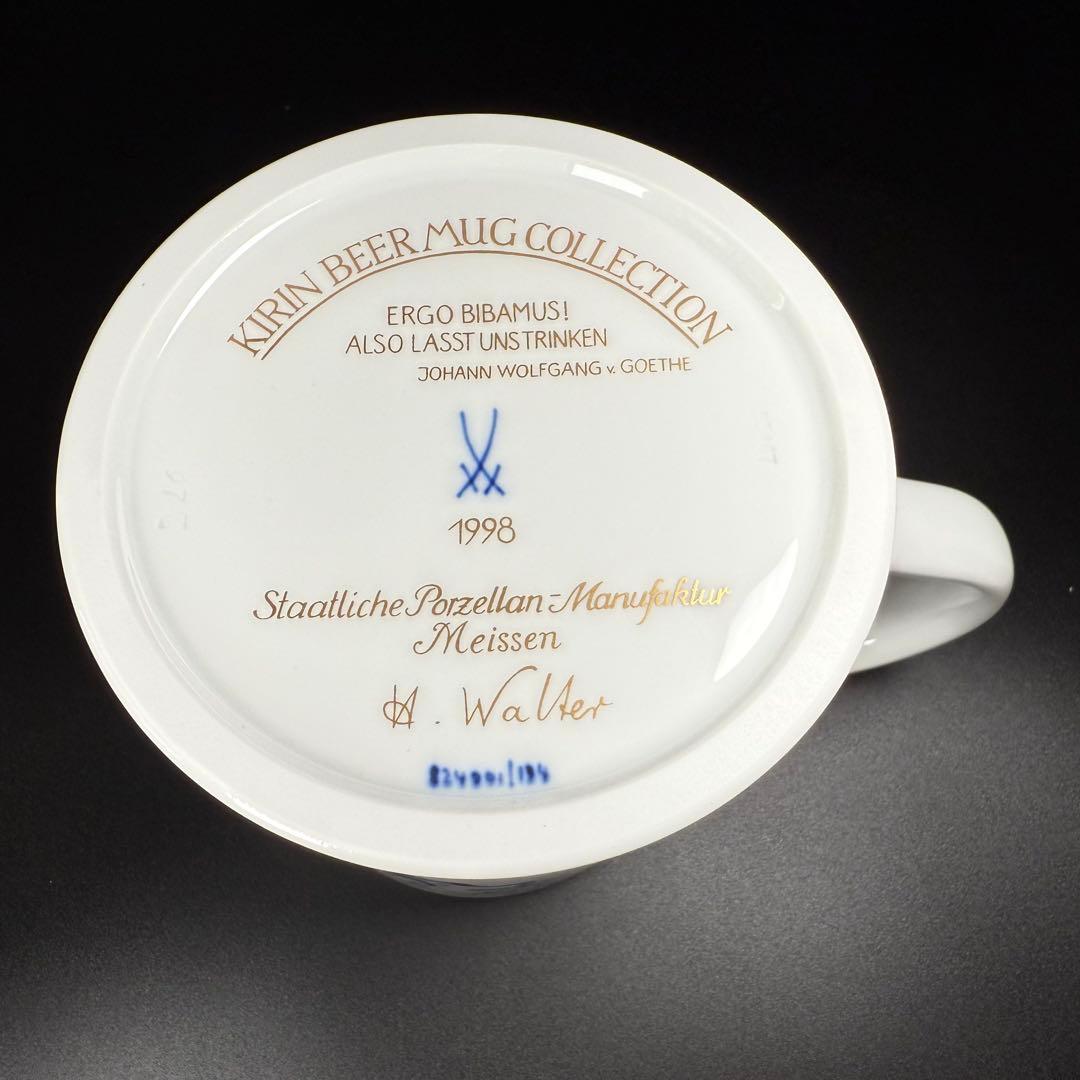 KIRIN BEER MUG COLLECTION
ERGO BIBAMUS!
ALSO LASST UNS TRINKEN
JOHANN WOLFGANG v. GOETHE
1998
Staatliche Porzellan-Manufaktur
Meissen
H. Walter